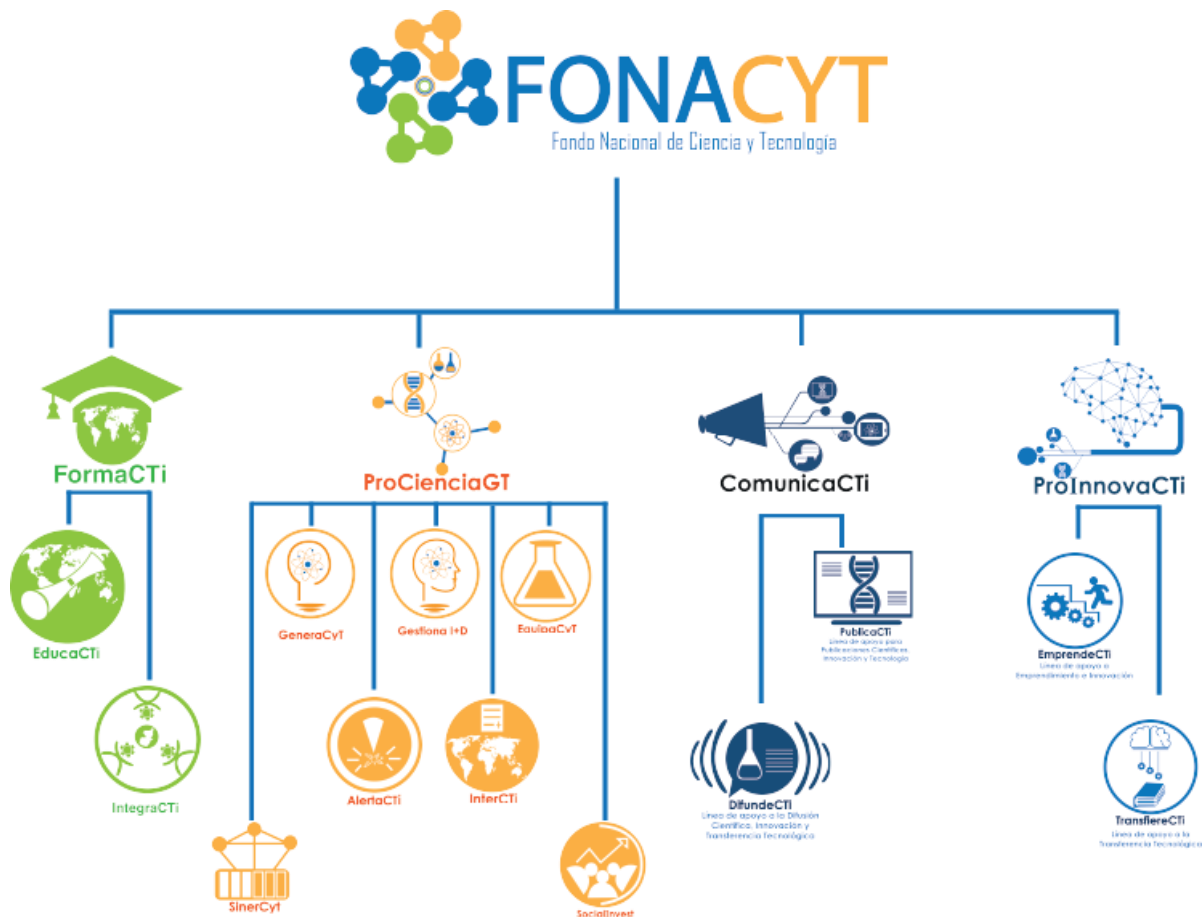 FONACYT
Fondo Nacional de Ciencia y Tecnología
FormaCTi
ProCienciaGT
ComunicaCTi
ProInnovaCTi
EducaCTi
IntegraCTi
GeneraCyT
Gestiona I+D
EquipaCyT
AlertaCTi
InterCTi
SinerCyt
SocialInvest
PublicaCTi
Línea de apoyo para
Publicaciones Científicas,
Innovación y Tecnología
DifundeCTi
Línea de apoyo a la Difusión
Científica, Innovación y
Transferencia Tecnológica
EmprendeCTi
Línea de apoyo a
Emprendimiento e Innovación
TransfiereCTi
Línea de apoyo a la
Transferencia Tecnológica